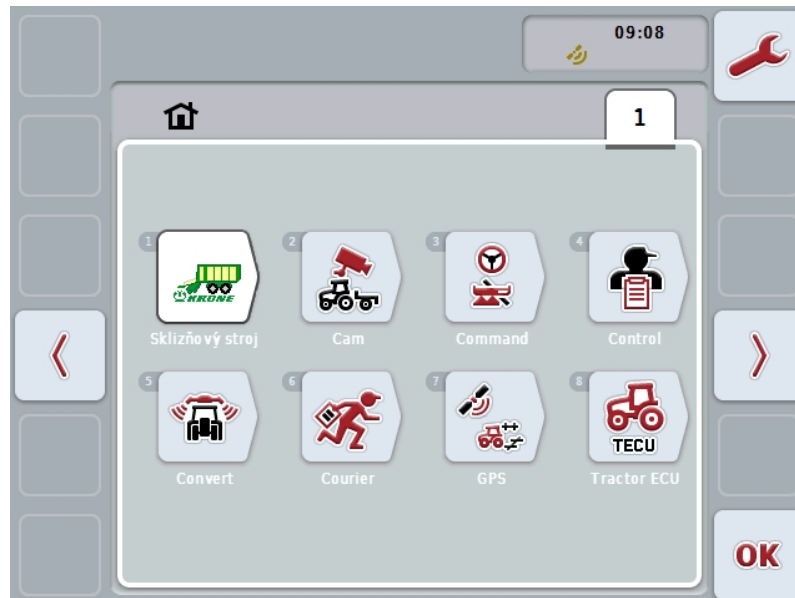 09:08
1
1 2 3 4
KRONE
Sklizňový stroj Cam Command Control
5 6 7 8
TECU
Convert Courier GPS Tractor ECU
OK